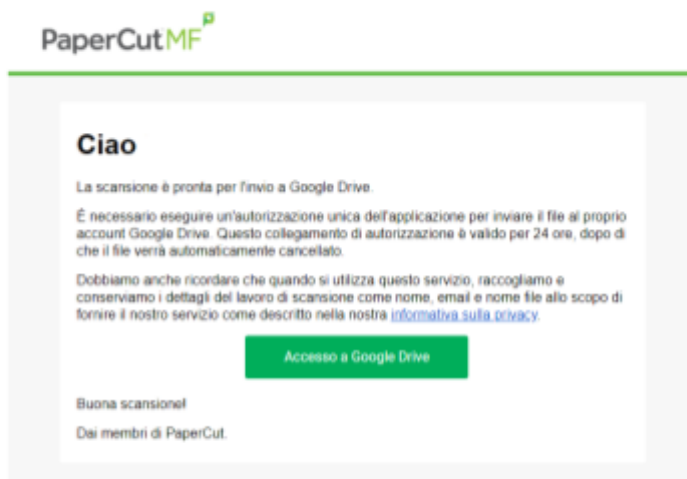 PaperCutMF
Ciao
La scansione è pronta per l'invio a Google Drive.
É necessario eseguire un'autorizzazione unica dell'applicazione per inviare il file al proprio
account Google Drive. Questo collegamento di autorizzazione è valido per 24 ore, dopo di
che il file verrà automaticamente cancellato.
Dobbiamo anche ricordare che quando si utilizza questo servizio, raccogliamo e
conserviamo i dettagli del lavoro di scansione come nome, email e nome file allo scopo di
fornire il nostro servizio come descritto nella nostra informativa sulla privacy.
Accesso a Google Drive
Buona scansione!
Dai membri di PaperCut.